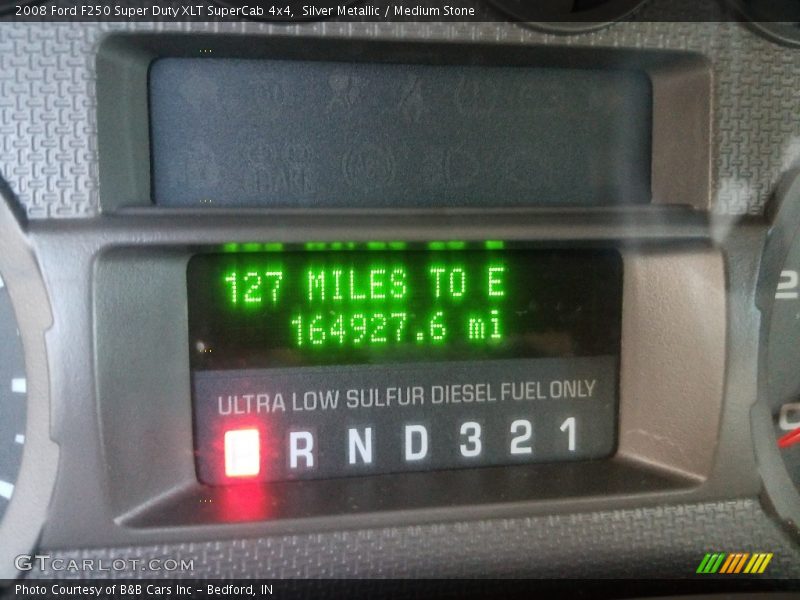 2008 Ford F250 Super Duty XLT SuperCab 4x4,  Silver Metallic / Medium Stone
127 MILES TO E
164927.6 mi
ULTRA LOW SULFUR DIESEL FUEL ONLY
R N D 3 2 1
GTCARLOT.COM
Photo Courtesy of B&B Cars Inc - Bedford, IN